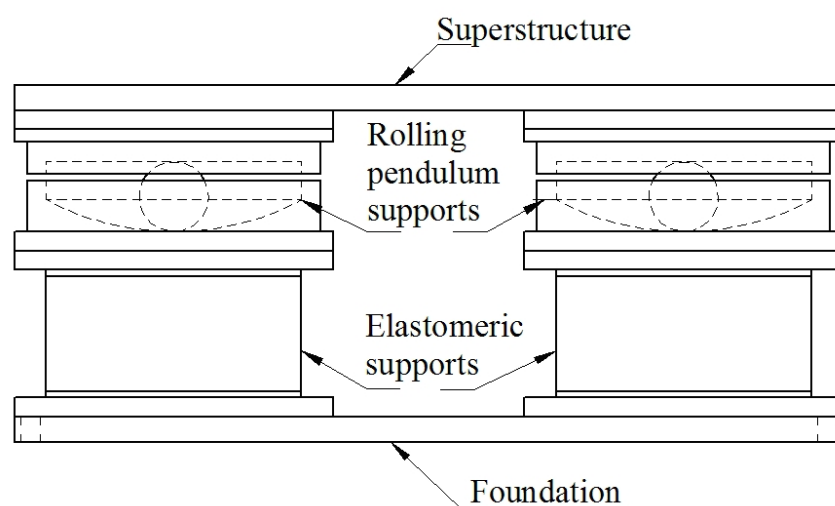 Superstructure
Rolling
pendulum
supports
Elastomeric
supports
Foundation